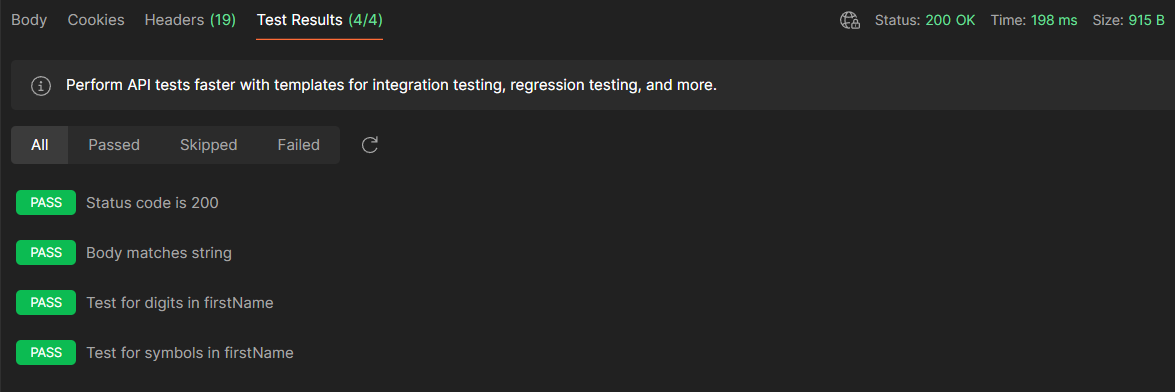 Body Cookies Headers (19) Test Results (4/4) Status: 200 OK Time: 198 ms Size: 915 B
Perform API tests faster with templates for integration testing, regression testing, and more.
All Passed Skipped Failed
PASS Status code is 200
PASS Body matches string
PASS Test for digits in firstName
PASS Test for symbols in firstName